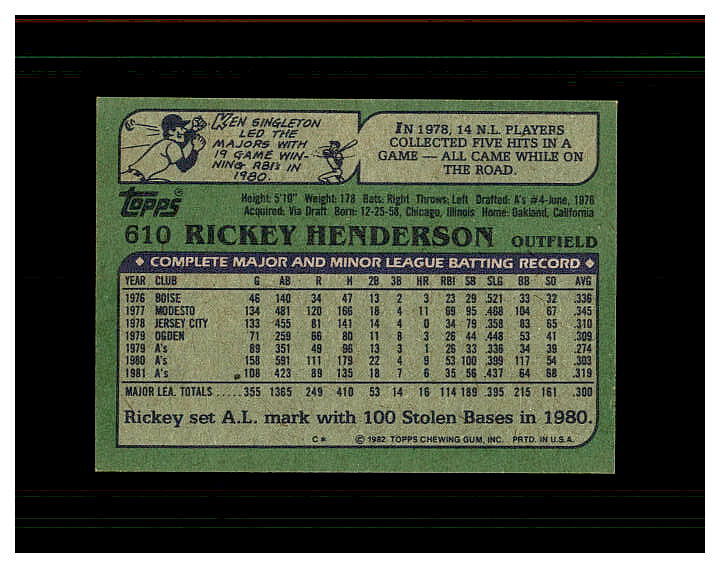 KEN SINGLETON
LED THE
MAJORS WITH
19 GAME WIN-
NING RBI'S IN
1980.
IN 1978, 14 N.L. PLAYERS
COLLECTED FIVE HITS IN A
GAME — ALL CAME WHILE ON
THE ROAD.
TOPPS
Height: 5'10" Weight: 178 Bats: Right Throws: Left Drafted: A's #4-June, 1976
Acquired: Via Draft Born: 12-25-58, Chicago, Illinois Home: Oakland, California
610 RICKEY HENDERSON OUTFIELD
◆ COMPLETE MAJOR AND MINOR LEAGUE BATTING RECORD ◆
YEAR CLUB G AB R H 2B 3B HR RBI SB SLG BB SO AVG
1976 BOISE 46 140 34 47 13 2 3 23 29 .521 33 32 .336
1977 MODESTO 134 481 120 166 18 4 11 69 95 .468 104 67 .345
1978 JERSEY CITY 133 455 81 141 14 4 0 34 79 .358 83 65 .310
1979 OGDEN 71 259 66 80 11 8 3 26 44 .448 53 41 .309
1979 A's 89 351 49 96 13 3 1 26 33 .336 34 39 .274
1980 A's 158 591 111 179 22 4 9 53 100 .399 117 54 .303
1981 A's 108 423 89 135 18 7 6 35 56 .437 64 68 .319
MAJOR LEA. TOTALS ..... 355 1365 249 410 53 14 16 114 189 .395 215 161 .300
Rickey set A.L. mark with 100 Stolen Bases in 1980.
C* © 1982 TOPPS CHEWING GUM, INC. PRTD. IN U.S.A.